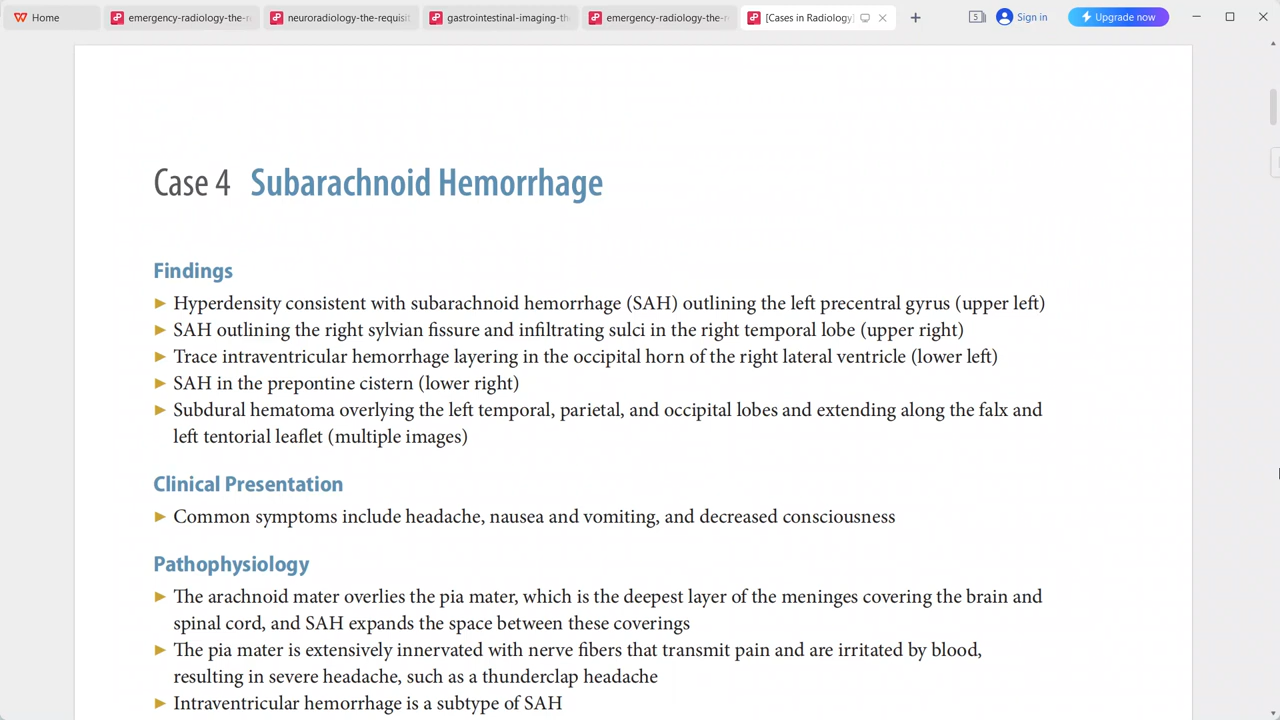 Home
emergency-radiology-the-r
neuroradiology-the-requisit
gastrointestinal-imaging-th
emergency-radiology-the-r
[Cases in Radiology]
5
Sign in
Upgrade now
Case 4 Subarachnoid Hemorrhage
Findings
► Hyperdensity consistent with subarachnoid hemorrhage (SAH) outlining the left precentral gyrus (upper left)
► SAH outlining the right sylvian fissure and infiltrating sulci in the right temporal lobe (upper right)
► Trace intraventricular hemorrhage layering in the occipital horn of the right lateral ventricle (lower left)
► SAH in the prepontine cistern (lower right)
► Subdural hematoma overlying the left temporal, parietal, and occipital lobes and extending along the falx and
left tentorial leaflet (multiple images)
Clinical Presentation
► Common symptoms include headache, nausea and vomiting, and decreased consciousness
Pathophysiology
► The arachnoid mater overlies the pia mater, which is the deepest layer of the meninges covering the brain and
spinal cord, and SAH expands the space between these coverings
► The pia mater is extensively innervated with nerve fibers that transmit pain and are irritated by blood,
resulting in severe headache, such as a thunderclap headache
► Intraventricular hemorrhage is a subtype of SAH